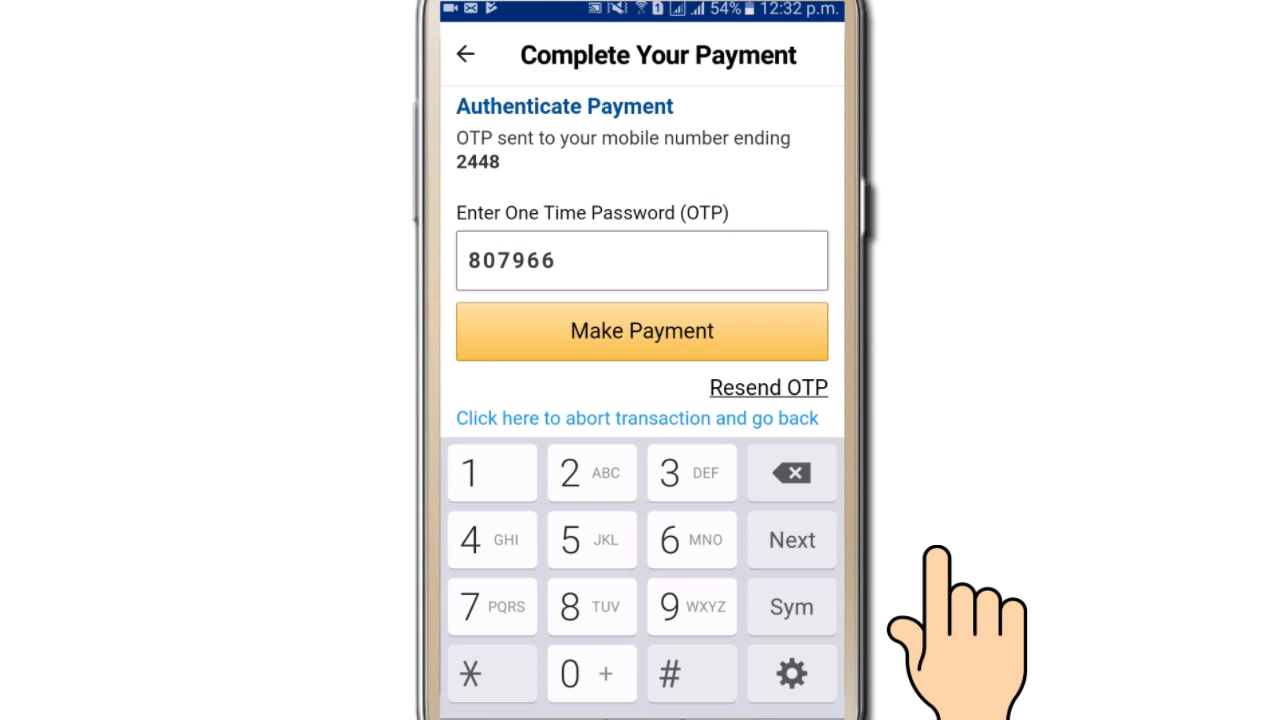 1 54% 12:32 p.m.
Complete Your Payment
Authenticate Payment
OTP sent to your mobile number ending
2448
Enter One Time Password (OTP)
807966
Make Payment
Resend OTP
Click here to abort transaction and go back
1 2 ABC 3 DEF
4 GHI 5 JKL 6 MNO Next
7 PQRS 8 TUV 9 WXYZ Sym
* 0 + #